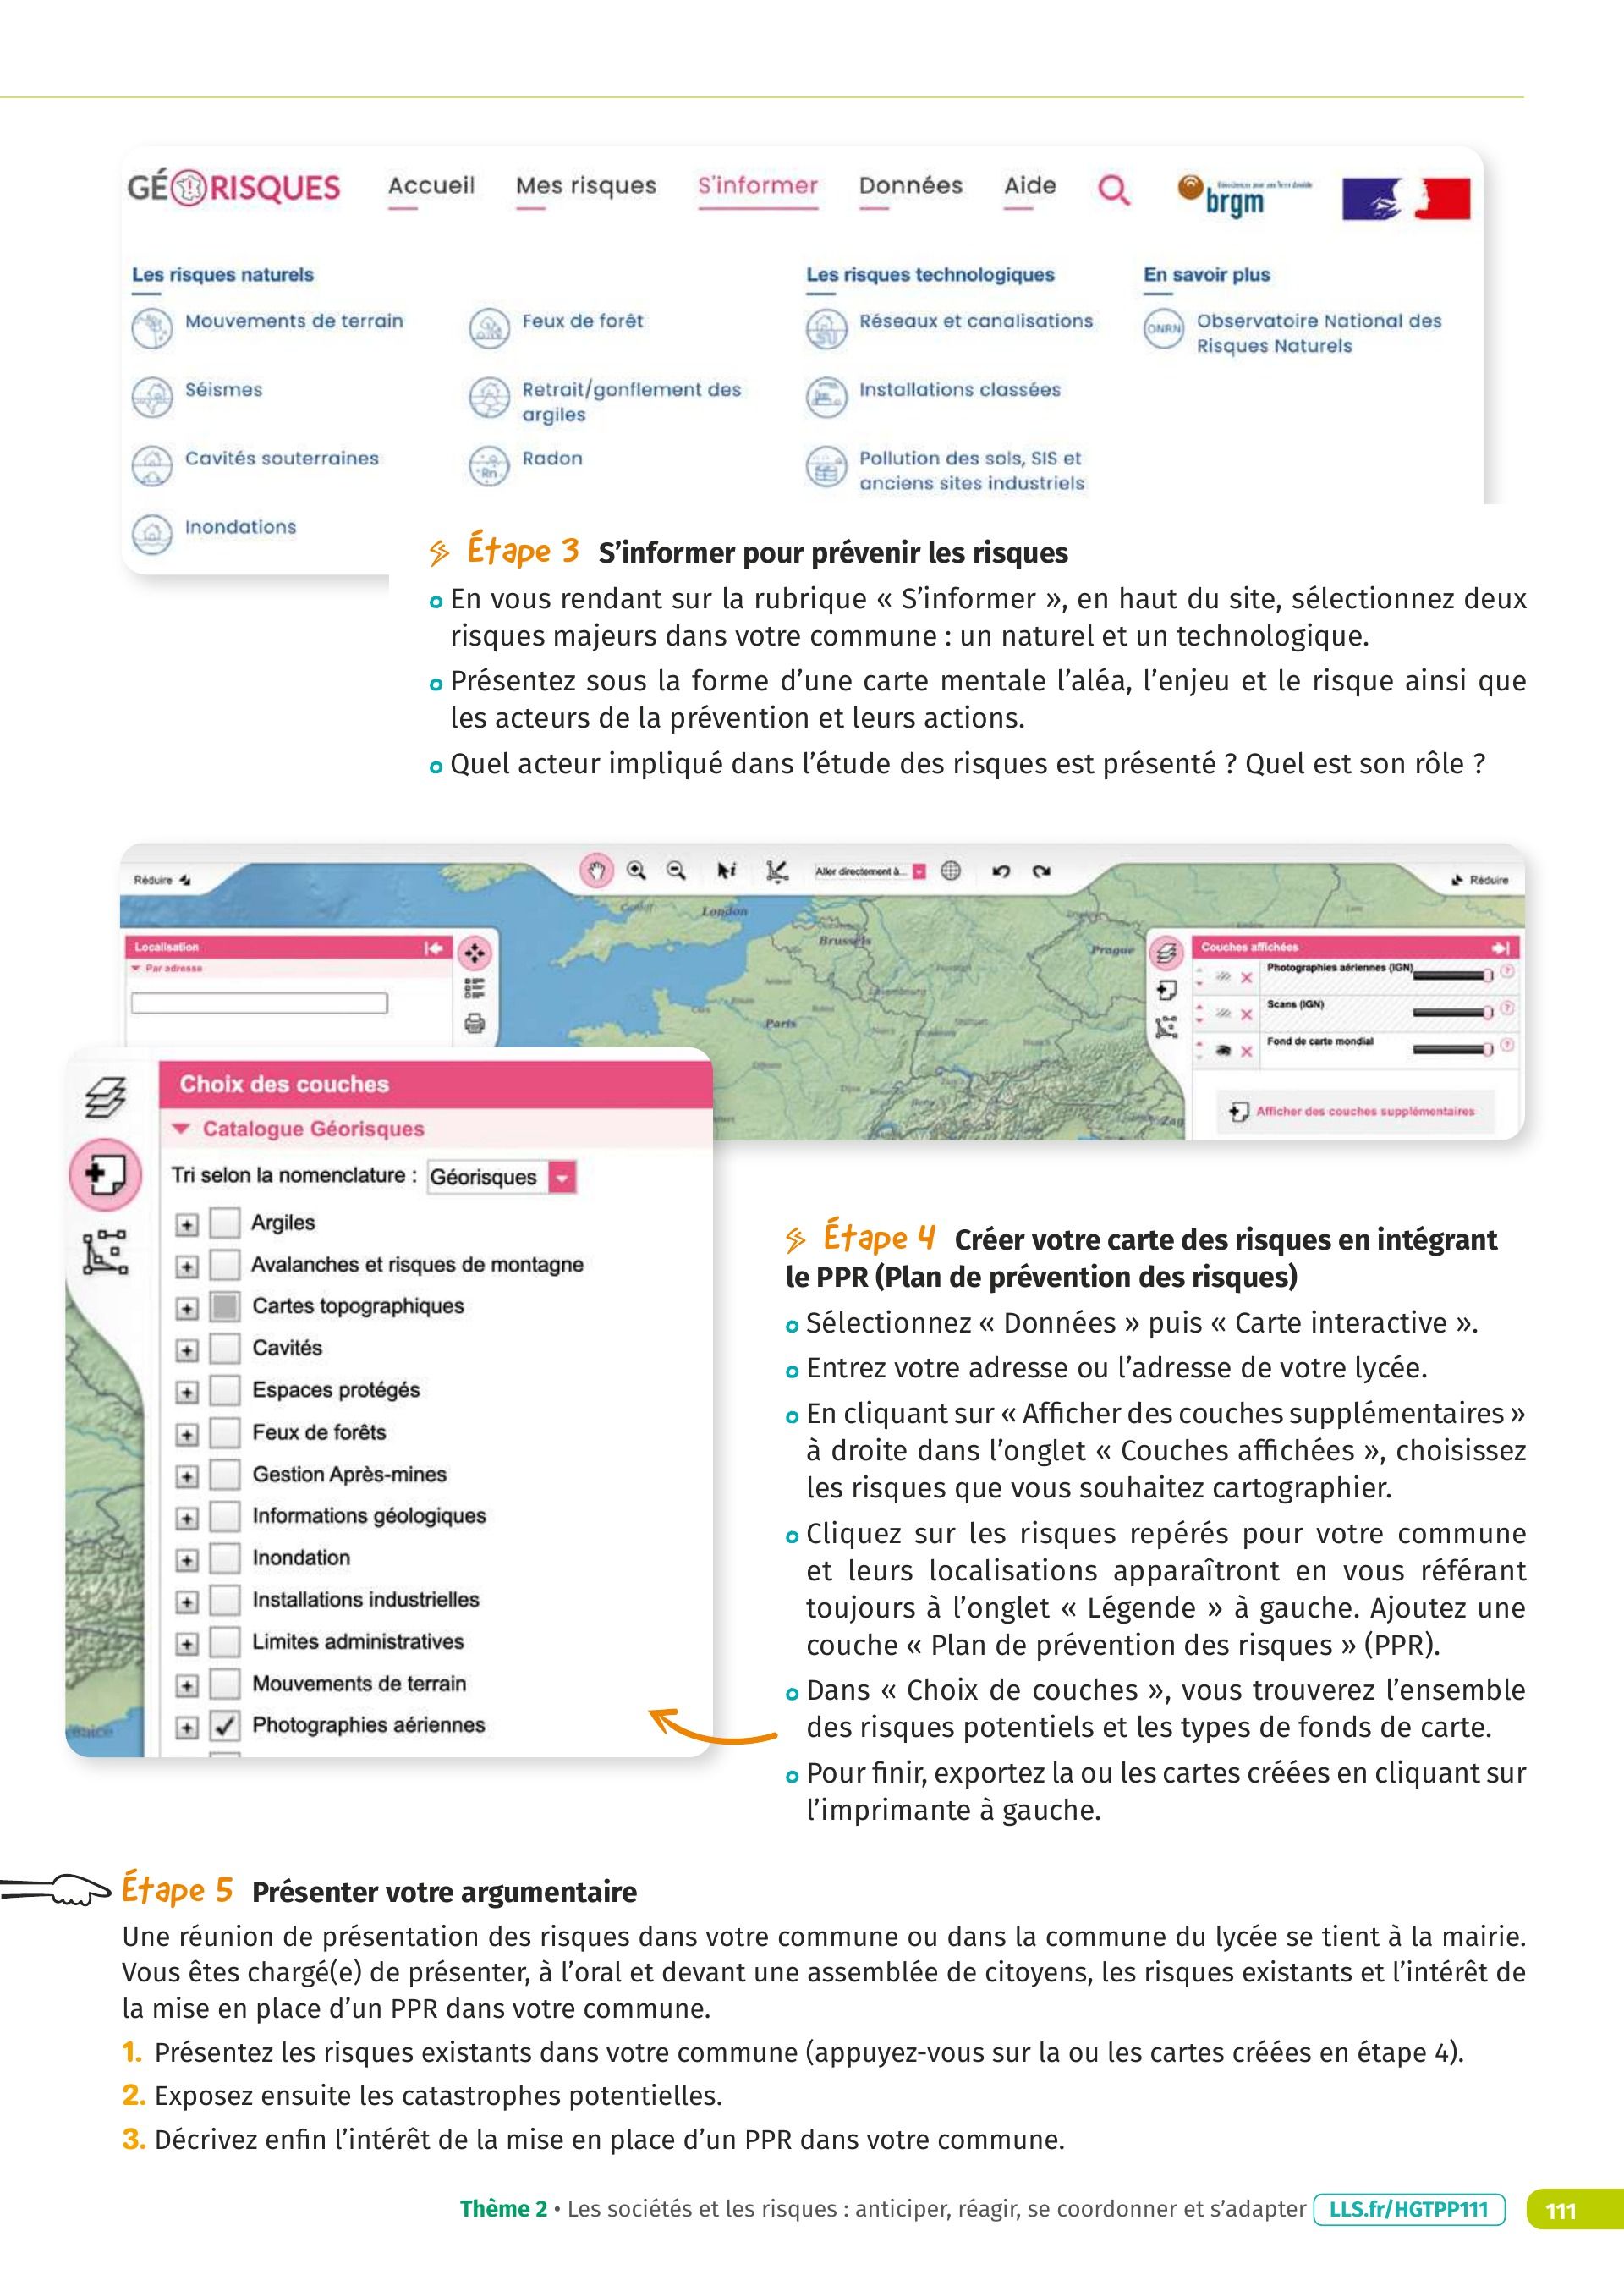 GÉORISQUES
Accueil
Mes risques
S'informer
Données
Aide
brgm
Les risques naturels
Mouvements de terrain
Séismes
Cavités souterraines
Inondations
Feux de forêt
Retrait/gonflement des
argiles
Radon
Les risques technologiques
Réseaux et canalisations
Installations classées
Pollution des sols, SIS et
anciens sites industriels
En savoir plus
ONRN
Observatoire National des
Risques Naturels
Étape 3 S'informer pour prévenir les risques
En vous rendant sur la rubrique « S'informer », en haut du site, sélectionnez deux
risques majeurs dans votre commune : un naturel et un technologique.
Présentez sous la forme d'une carte mentale l'aléa, l'enjeu et le risque ainsi que
les acteurs de la prévention et leurs actions.
Quel acteur impliqué dans l'étude des risques est présenté ? Quel est son rôle ?
Réduire
Aller directement à...
Réduire
London
Brussels
Prague
Paris
Localisation
Par adresse
Couches affichées
Photographies aériennes (IGN)
Scans (IGN)
Fond de carte mondial
Afficher des couches supplémentaires
Choix des couches
Catalogue Géorisques
Tri selon la nomenclature : Géorisques
Argiles
Avalanches et risques de montagne
Cartes topographiques
Cavités
Espaces protégés
Feux de forêts
Gestion Après-mines
Informations géologiques
Inondation
Installations industrielles
Limites administratives
Mouvements de terrain
Photographies aériennes
Étape 4 Créer votre carte des risques en intégrant
le PPR (Plan de prévention des risques)
Sélectionnez « Données » puis « Carte interactive ».
Entrez votre adresse ou l'adresse de votre lycée.
En cliquant sur « Afficher des couches supplémentaires »
à droite dans l'onglet « Couches affichées », choisissez
les risques que vous souhaitez cartographier.
Cliquez sur les risques repérés pour votre commune
et leurs localisations apparaîtront en vous référant
toujours à l'onglet « Légende » à gauche. Ajoutez une
couche « Plan de prévention des risques » (PPR).
Dans « Choix de couches », vous trouverez l'ensemble
des risques potentiels et les types de fonds de carte.
Pour finir, exportez la ou les cartes créées en cliquant sur
l'imprimante à gauche.
Étape 5 Présenter votre argumentaire
Une réunion de présentation des risques dans votre commune ou dans la commune du lycée se tient à la mairie.
Vous êtes chargé(e) de présenter, à l'oral et devant une assemblée de citoyens, les risques existants et l'intérêt de
la mise en place d'un PPR dans votre commune.
1. Présentez les risques existants dans votre commune (appuyez-vous sur la ou les cartes créées en étape 4).
2. Exposez ensuite les catastrophes potentielles.
3. Décrivez enfin l'intérêt de la mise en place d'un PPR dans votre commune.
Thème 2 • Les sociétés et les risques : anticiper, réagir, se coordonner et s'adapter LLS.fr/HGTPP111 111